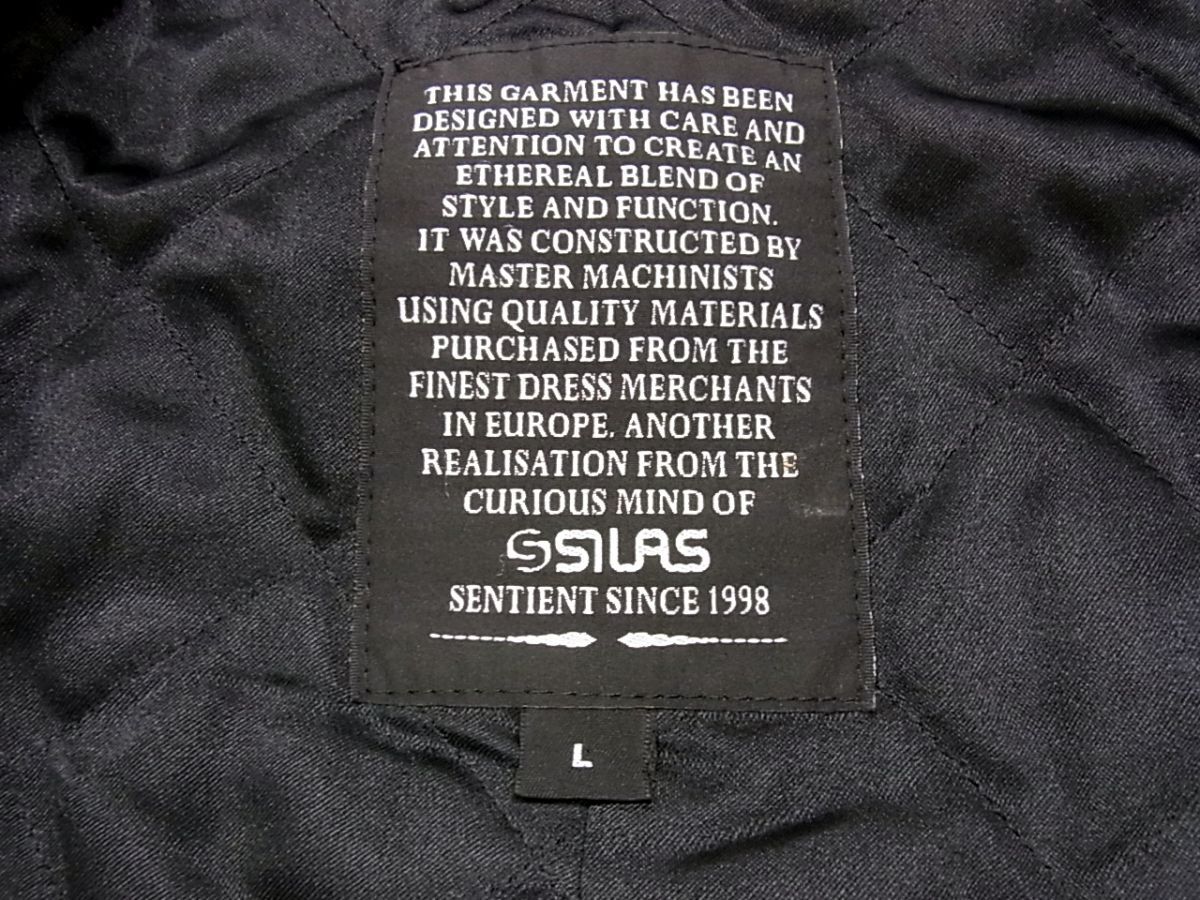 THIS GARMENT HAS BEEN
DESIGNED WITH CARE AND
ATTENTION TO CREATE AN
ETHEREAL BLEND OF
STYLE AND FUNCTION.
IT WAS CONSTRUCTED BY
MASTER MACHINISTS
USING QUALITY MATERIALS
PURCHASED FROM THE
FINEST DRESS MERCHANTS
IN EUROPE. ANOTHER
REALISATION FROM THE
CURIOUS MIND OF
SILAS
SENTIENT SINCE 1998
L